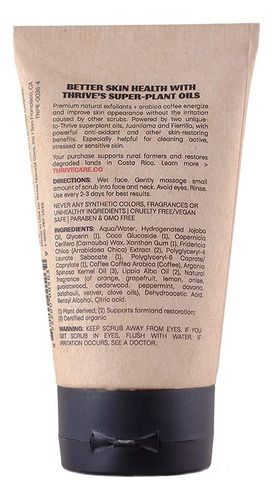 TNPK-0036-4
San Francisco, CA
BETTER SKIN HEALTH WITH
THRIVE'S SUPER-PLANT OILS
Premium natural exfoliants + arabica coffee energize
and improve skin appearance without the irritation
caused by other scrubs. Powered by two unique-
to-Thrive superplant oils, Juanilama and Fierrillo, with
powerful anti-oxidant and other skin-restoring
benefits. Especially helpful for cleaning active,
stressed or sensitive skin.
Your purchase supports rural farmers and restores
degraded lands in Costa Rica. Learn more >
THRIVECARE.CO
DIRECTIONS: Wet face. Gently massage small
amount of scrub into face and neck. Avoid eyes. Rinse.
Use every 2-3 days for best results.
NEVER ANY SYNTHETIC COLORS, FRAGRANCES OR
UNHEALTHY INGREDIENTS | CRUELTY FREE/VEGAN
SAFE | PARABEN & GMO FREE
INGREDIENTS: Aqua/Water, Hydrogenated Jojoba
Oil, Glycerin (1), Coco Glucoside (1), Copernicia
Cerifera (Carnauba) Wax, Xanthan Gum (1), Fridericia
Chica (Arrabidaea Chica) Extract (2), Polyglyceryl-4
Laurate Sebacate (1), Polyglyceryl-6 Caprate/
Caprylate (1), Coffee Coffea Arabica (Coffee), Argania
Spinosa Kernel Oil (3), Lippia Alba Oil (2), Natural
Fragrance (of orange, grapefruit, lemon, anise,
guaiacwood, cedarwood, peppermint, davana,
patchouli, vetiver, clove oils), Dehydroacetic Acid,
Benzyl Alcohol, Citric acid.
(1) Plant derived; (2) Supports farmland restoration;
(3) Certified organic
WARNING: KEEP SCRUB AWAY FROM EYES. IF YOU
GET SCRUB IN EYES, FLUSH WITH WATER. IF
IRRITATION OCCURS, SEE A DOCTOR.